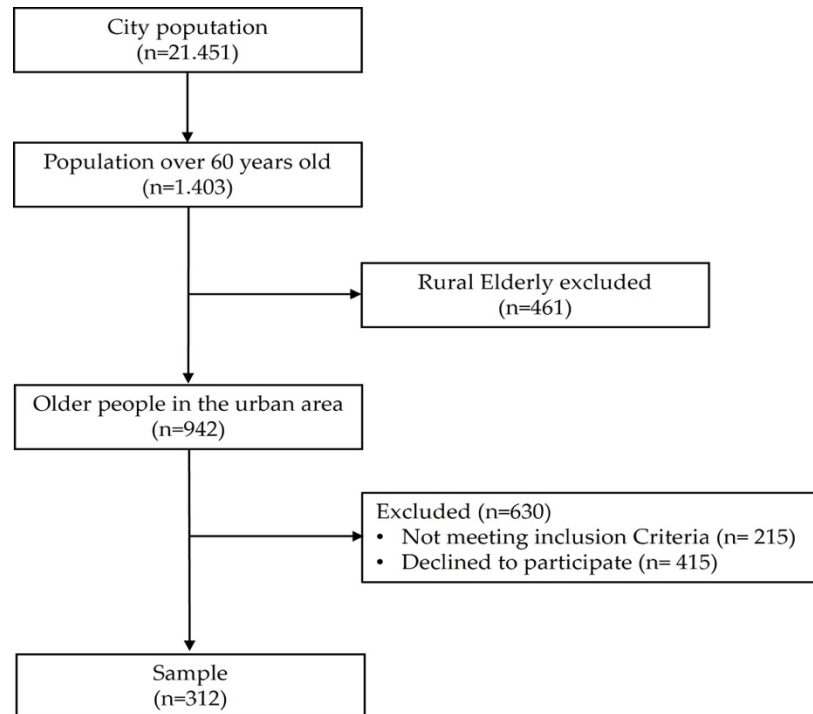 City poputation
(n=21.451)
Population over 60 years old
(n=1.403)
Rural Elderly excluded
(n=461)
Older people in the urban area
(n=942)
Excluded (n=630)
• Not meeting inclusion Criteria (n= 215)
• Declined to participate (n= 415)
Sample
(n=312)